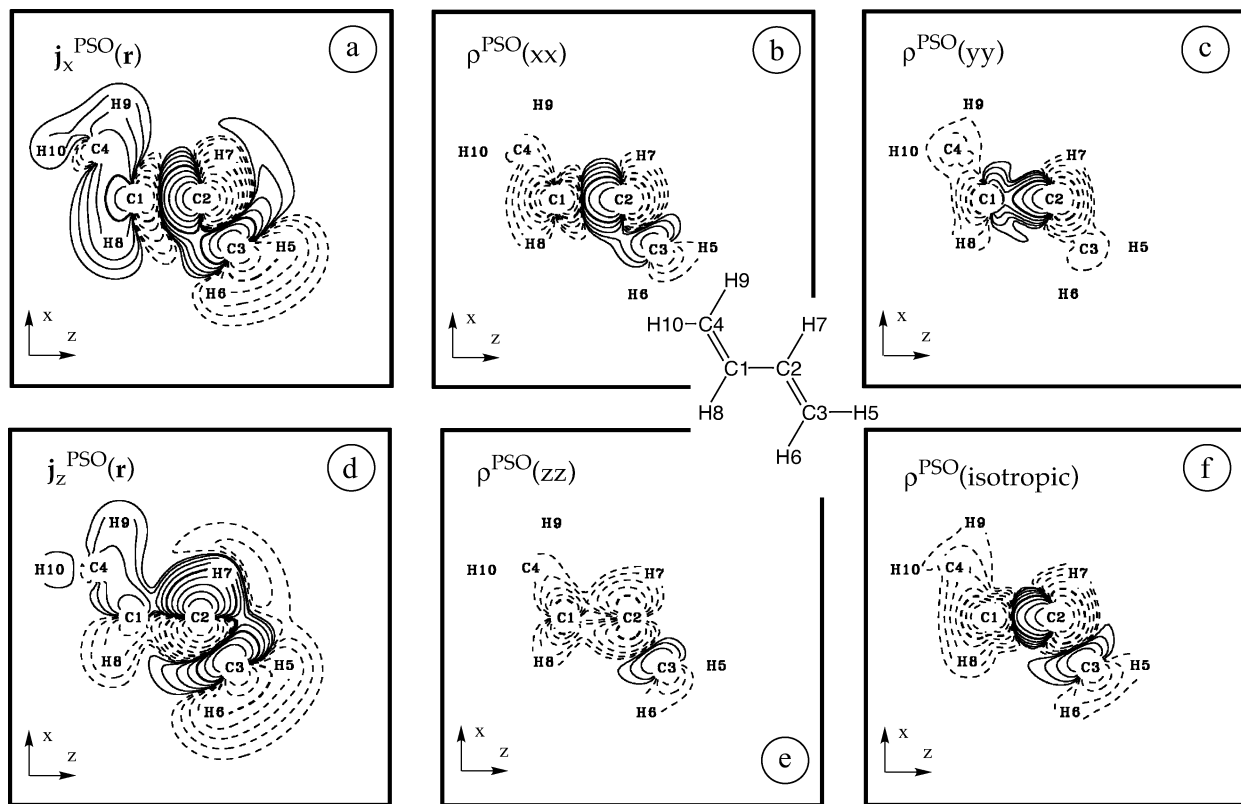 j_x^PSO(r)
a
H9
H10 C4
H7
C1 C2
H8
C3 H5
H6
x
z
ρ^PSO(xx)
b
H9
H10 C4
H7
C1 C2
H8
C3 H5
H6
x
z
ρ^PSO(yy)
c
H9
H10 C4
H7
C1 C2
H8
C3 H5
H6
x
z
H9
H10 C4
H7
C1 C2
H8
C3 H5
H6
j_z^PSO(r)
d
H9
H10 C4
H7
C1 C2
H8
C3 H5
H6
x
z
ρ^PSO(zz)
H9
H10 C4
H7
C1 C2
H8
C3 H5
H6
x
z
e
ρ^PSO(isotropic)
f
H9
H10 C4
H7
C1 C2
H8
C3 H5
H6
x
z